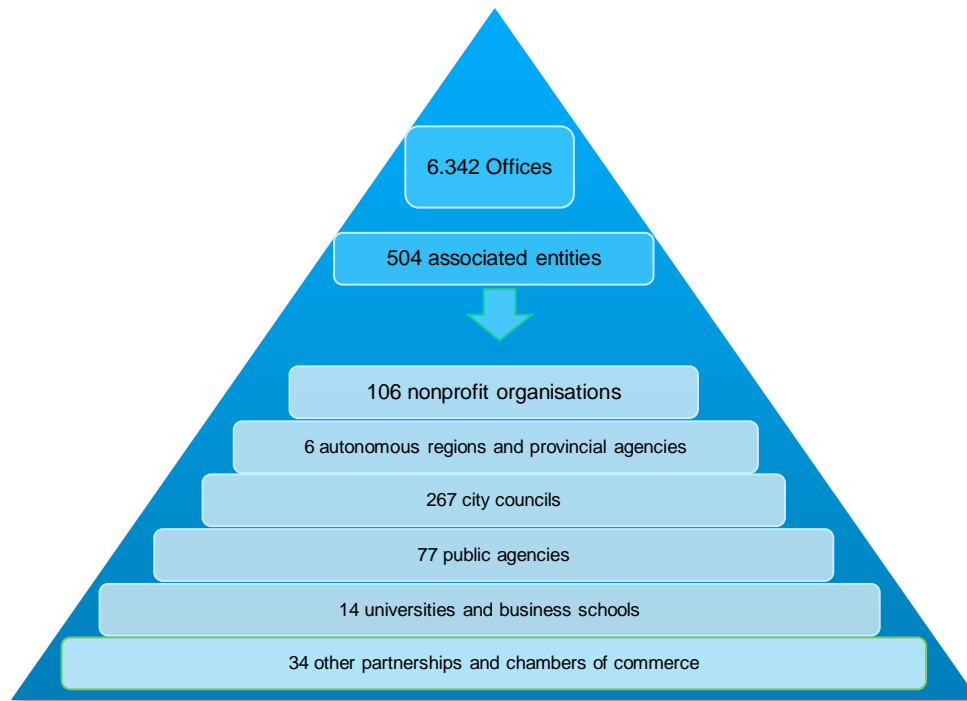 6.342 Offices
504 associated entities
106 nonprofit organisations
6 autonomous regions and provincial agencies
267 city councils
77 public agencies
14 universities and business schools
34 other partnerships and chambers of commerce